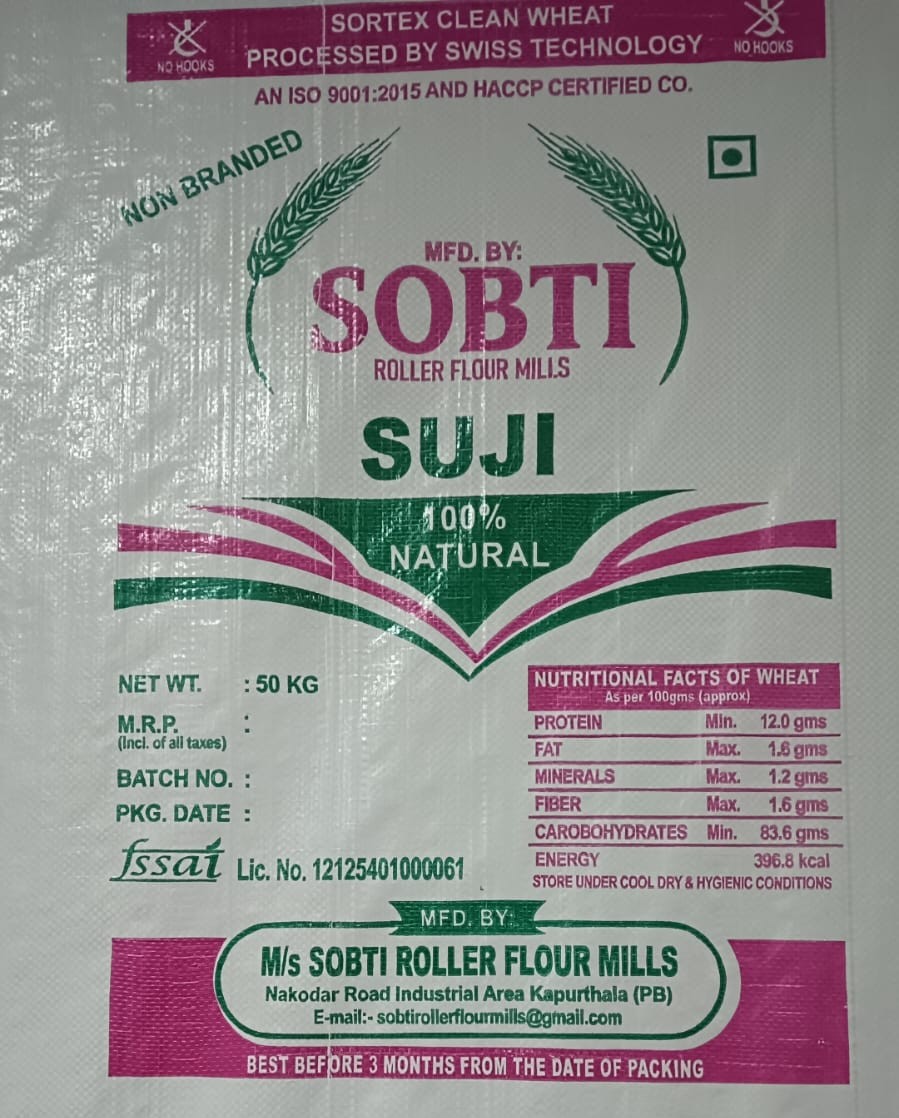 SORTEX CLEAN WHEAT
PROCESSED BY SWISS TECHNOLOGY
NO HOOKS
NO HOOKS
AN ISO 9001:2015 AND HACCP CERTIFIED CO.
NON BRANDED
MFD. BY:
SOBTI
ROLLER FLOUR MILLS
SUJI
100%
NATURAL
NET WT. : 50 KG
M.R.P. :
(Incl. of all taxes)
BATCH NO. :
PKG. DATE :
fssai Lic. No. 12125401000061
NUTRITIONAL FACTS OF WHEAT
As per 100gms (approx)
PROTEIN Min. 12.0 gms
FAT Max. 1.6 gms
MINERALS Max. 1.2 gms
FIBER Max. 1.6 gms
CAROBOHYDRATES Min. 83.6 gms
ENERGY 396.8 kcal
STORE UNDER COOL DRY & HYGIENIC CONDITIONS
MFD. BY:
M/s SOBTI ROLLER FLOUR MILLS
Nakodar Road Industrial Area Kapurthala (PB)
E-mail:- sobtirollerflourmills@gmail.com
BEST BEFORE 3 MONTHS FROM THE DATE OF PACKING